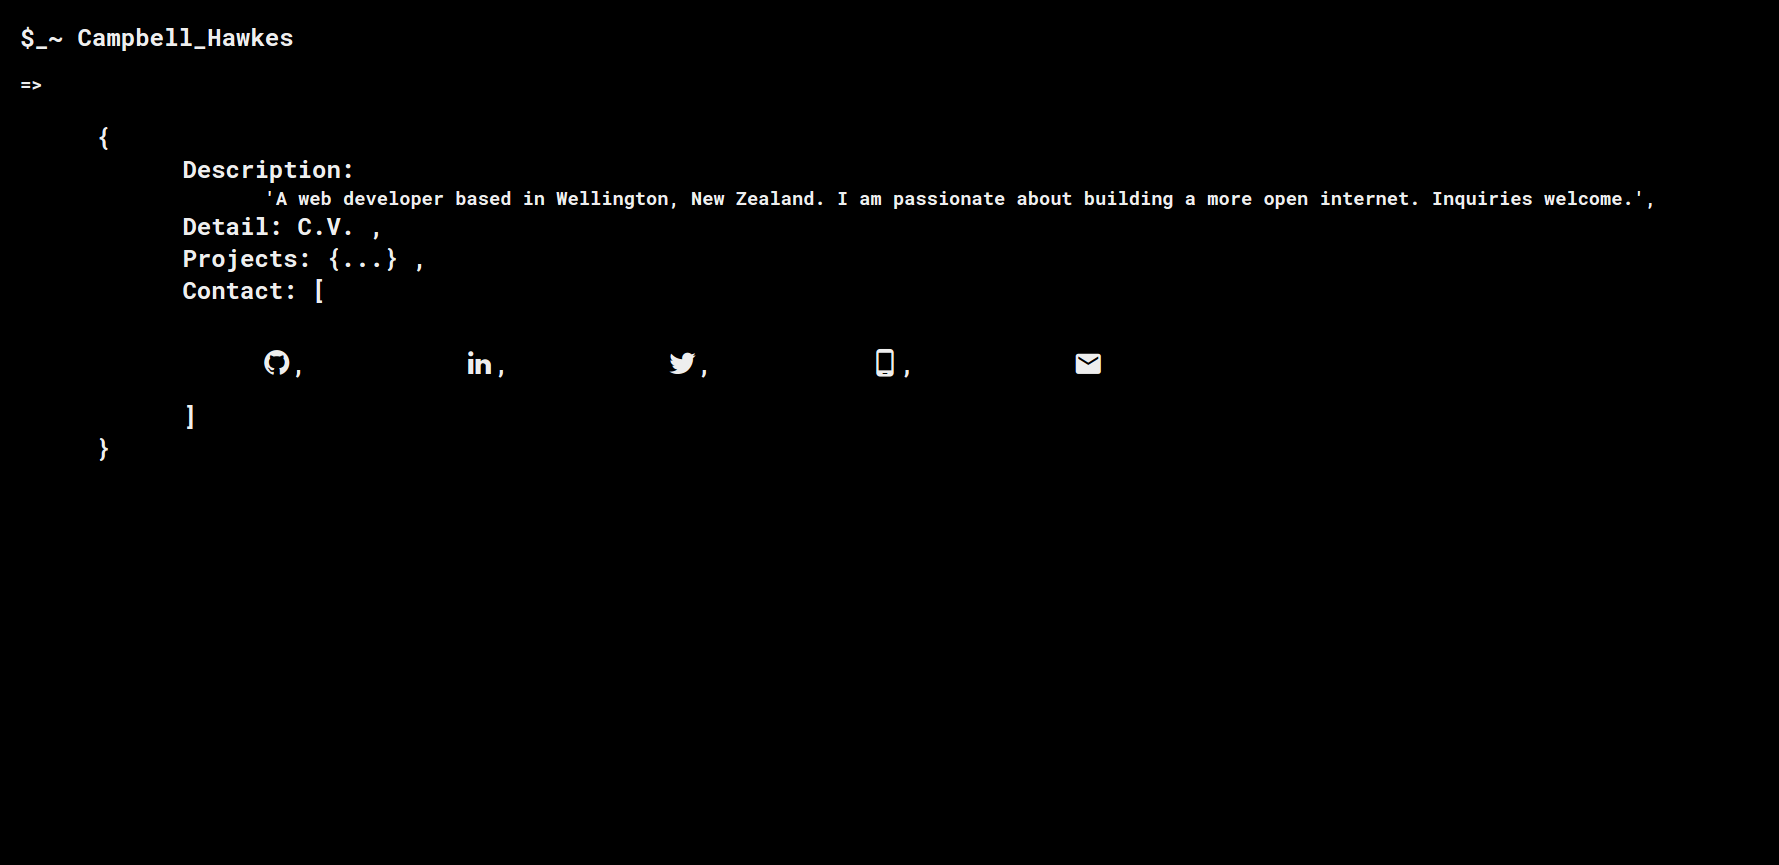 $_~ Campbell_Hawkes
=>
{
Description:
'A web developer based in Wellington, New Zealand. I am passionate about building a more open internet. Inquiries welcome.',
Detail: C.V. ,
Projects: {...} ,
Contact: [
, in, , ,
]
}